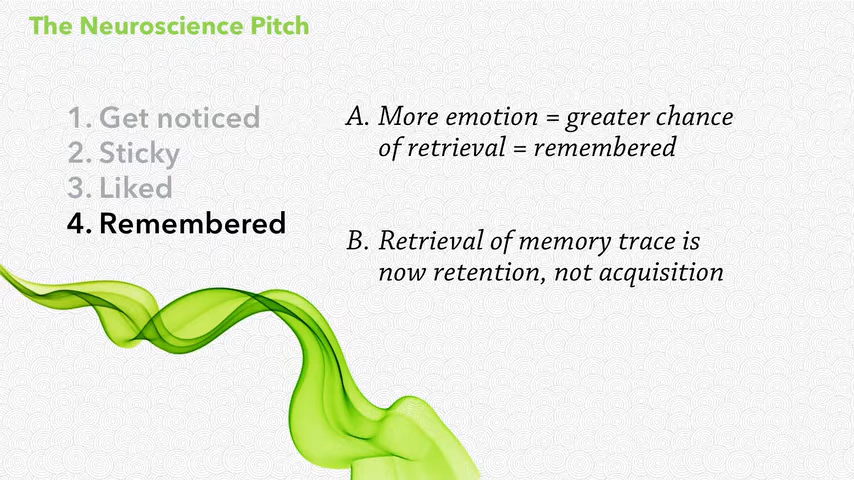 The Neuroscience Pitch
1. Get noticed
2. Sticky
3. Liked
4. Remembered
A. More emotion = greater chance
of retrieval = remembered
B. Retrieval of memory trace is
now retention, not acquisition